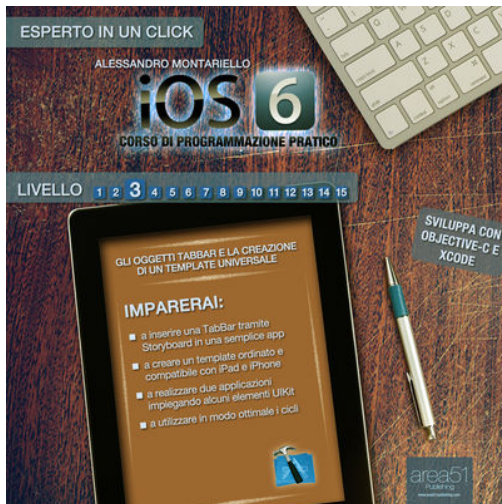 ESPERTO IN UN CLICK
ALESSANDRO MONTARIELLO
iOS 6
CORSO DI PROGRAMMAZIONE PRATICO
LIVELLO 1 2 3 4 5 6 7 8 9 10 11 12 13 14 15
SVILUPPA CON
OBJECTIVE-C E
XCODE
GLI OGGETTI TABBAR E LA CREAZIONE
DI UN TEMPLATE UNIVERSALE
IMPARERAI:
a inserire una TabBar tramite
Storyboard in una semplice app
a creare un template ordinato e
compatibile con iPad e iPhone
a realizzare due applicazioni
impiegando alcuni elementi UIKit
a utilizzare in modo ottimale i cicli
area51
Publishing